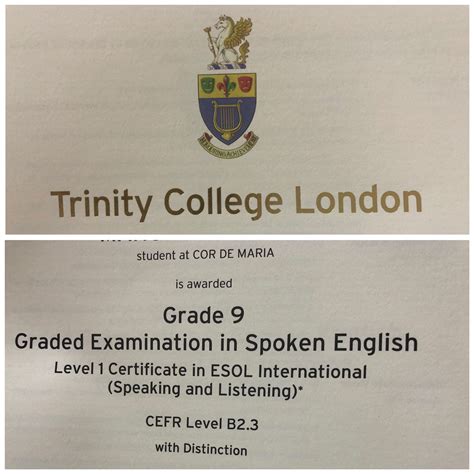 Trinity College London
student at COR DE MARIA
is awarded
Grade 9
Graded Examination in Spoken English
Level 1 Certificate in ESOL International
(Speaking and Listening)*
CEFR Level B2.3
with Distinction